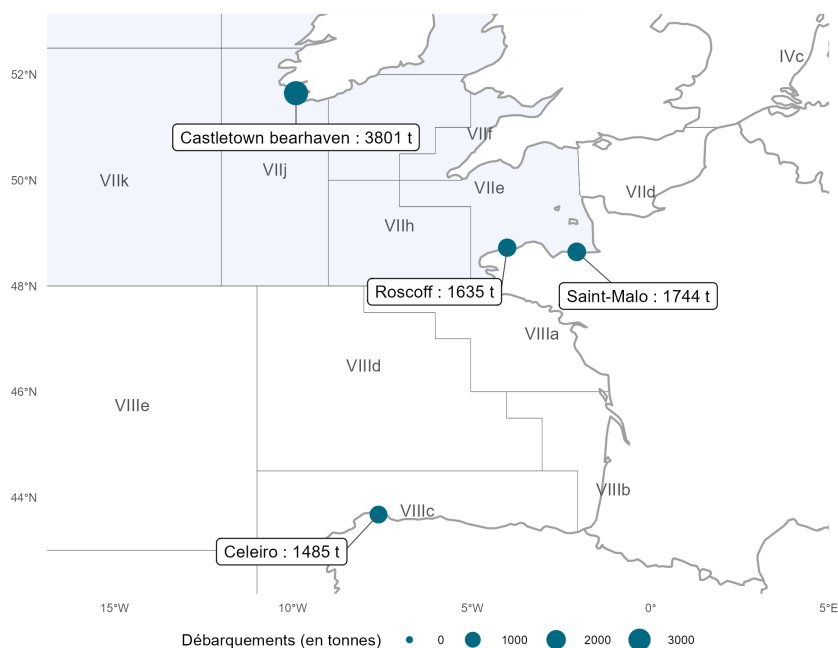 52°N
IVc
Castletown bearhaven : 3801 t
VIIf
VIIj
50°N
VIIk
VIIe
VIId
VIIh
48°N
Roscoff : 1635 t
Saint-Malo : 1744 t
VIIIa
VIIId
46°N
VIIIe
VIIIb
44°N
VIIIc
Celeiro : 1485 t
15°W 10°W 5°W 0° 5°E
Débarquements (en tonnes) 0 1000 2000 3000